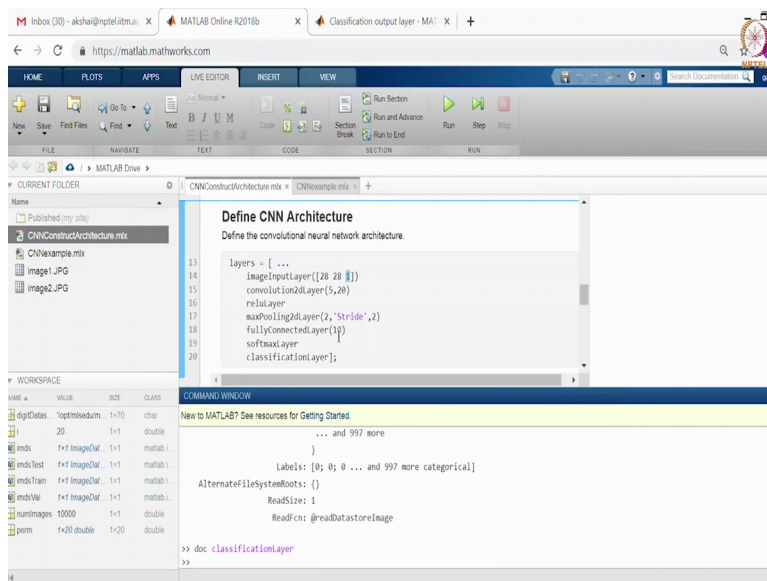 Inbox (30) - akshai@nptel.iitm.ac
MATLAB Online R2018b
Classification output layer - MAT
https://matlab.mathworks.com
NPTEL
HOME PLOTS APPS LIVE EDITOR INSERT VIEW
Search Documentation
New Save Find Files Go To Find Text Normal B I U M Code Section Break Run Section Run and Advance Run to End Run Step Stop
FILE NAVIGATE TEXT CODE SECTION RUN
/ > MATLAB Drive >
CURRENT FOLDER
Name
Published (my site)
CNNConstructArchitecture.mlx
CNNexample.mlx
image1.JPG
image2.JPG
CNNConstructArchitecture.mlx × CNNexample.mlx × +
Define CNN Architecture
Define the convolutional neural network architecture.
13 layers = [ ...
14 imageInputLayer([28 28 1])
15 convolution2dLayer(5,20)
16 reluLayer
17 maxPooling2dLayer(2,'Stride',2)
18 fullyConnectedLayer(10)
19 softmaxLayer
20 classificationLayer];
WORKSPACE
VALUE SIZE CLASS
digitDatas... '/opt/mlsedu/m... 1×70 char
i 20 1×1 double
imds 1×1 ImageDat... 1×1 matlab.i...
imdsTest 1×1 ImageDat... 1×1 matlab.i...
imdsTrain 1×1 ImageDat... 1×1 matlab.i...
imdsVal 1×1 ImageDat... 1×1 matlab.i...
numImages 10000 1×1 double
perm 1×20 double 1×20 double
COMMAND WINDOW
New to MATLAB? See resources for Getting Started.
... and 997 more
}
Labels: [0; 0; 0 ... and 997 more categorical]
AlternateFileSystemRoots: {}
ReadSize: 1
ReadFcn: @readDatastoreImage
>> doc classificationLayer
>>